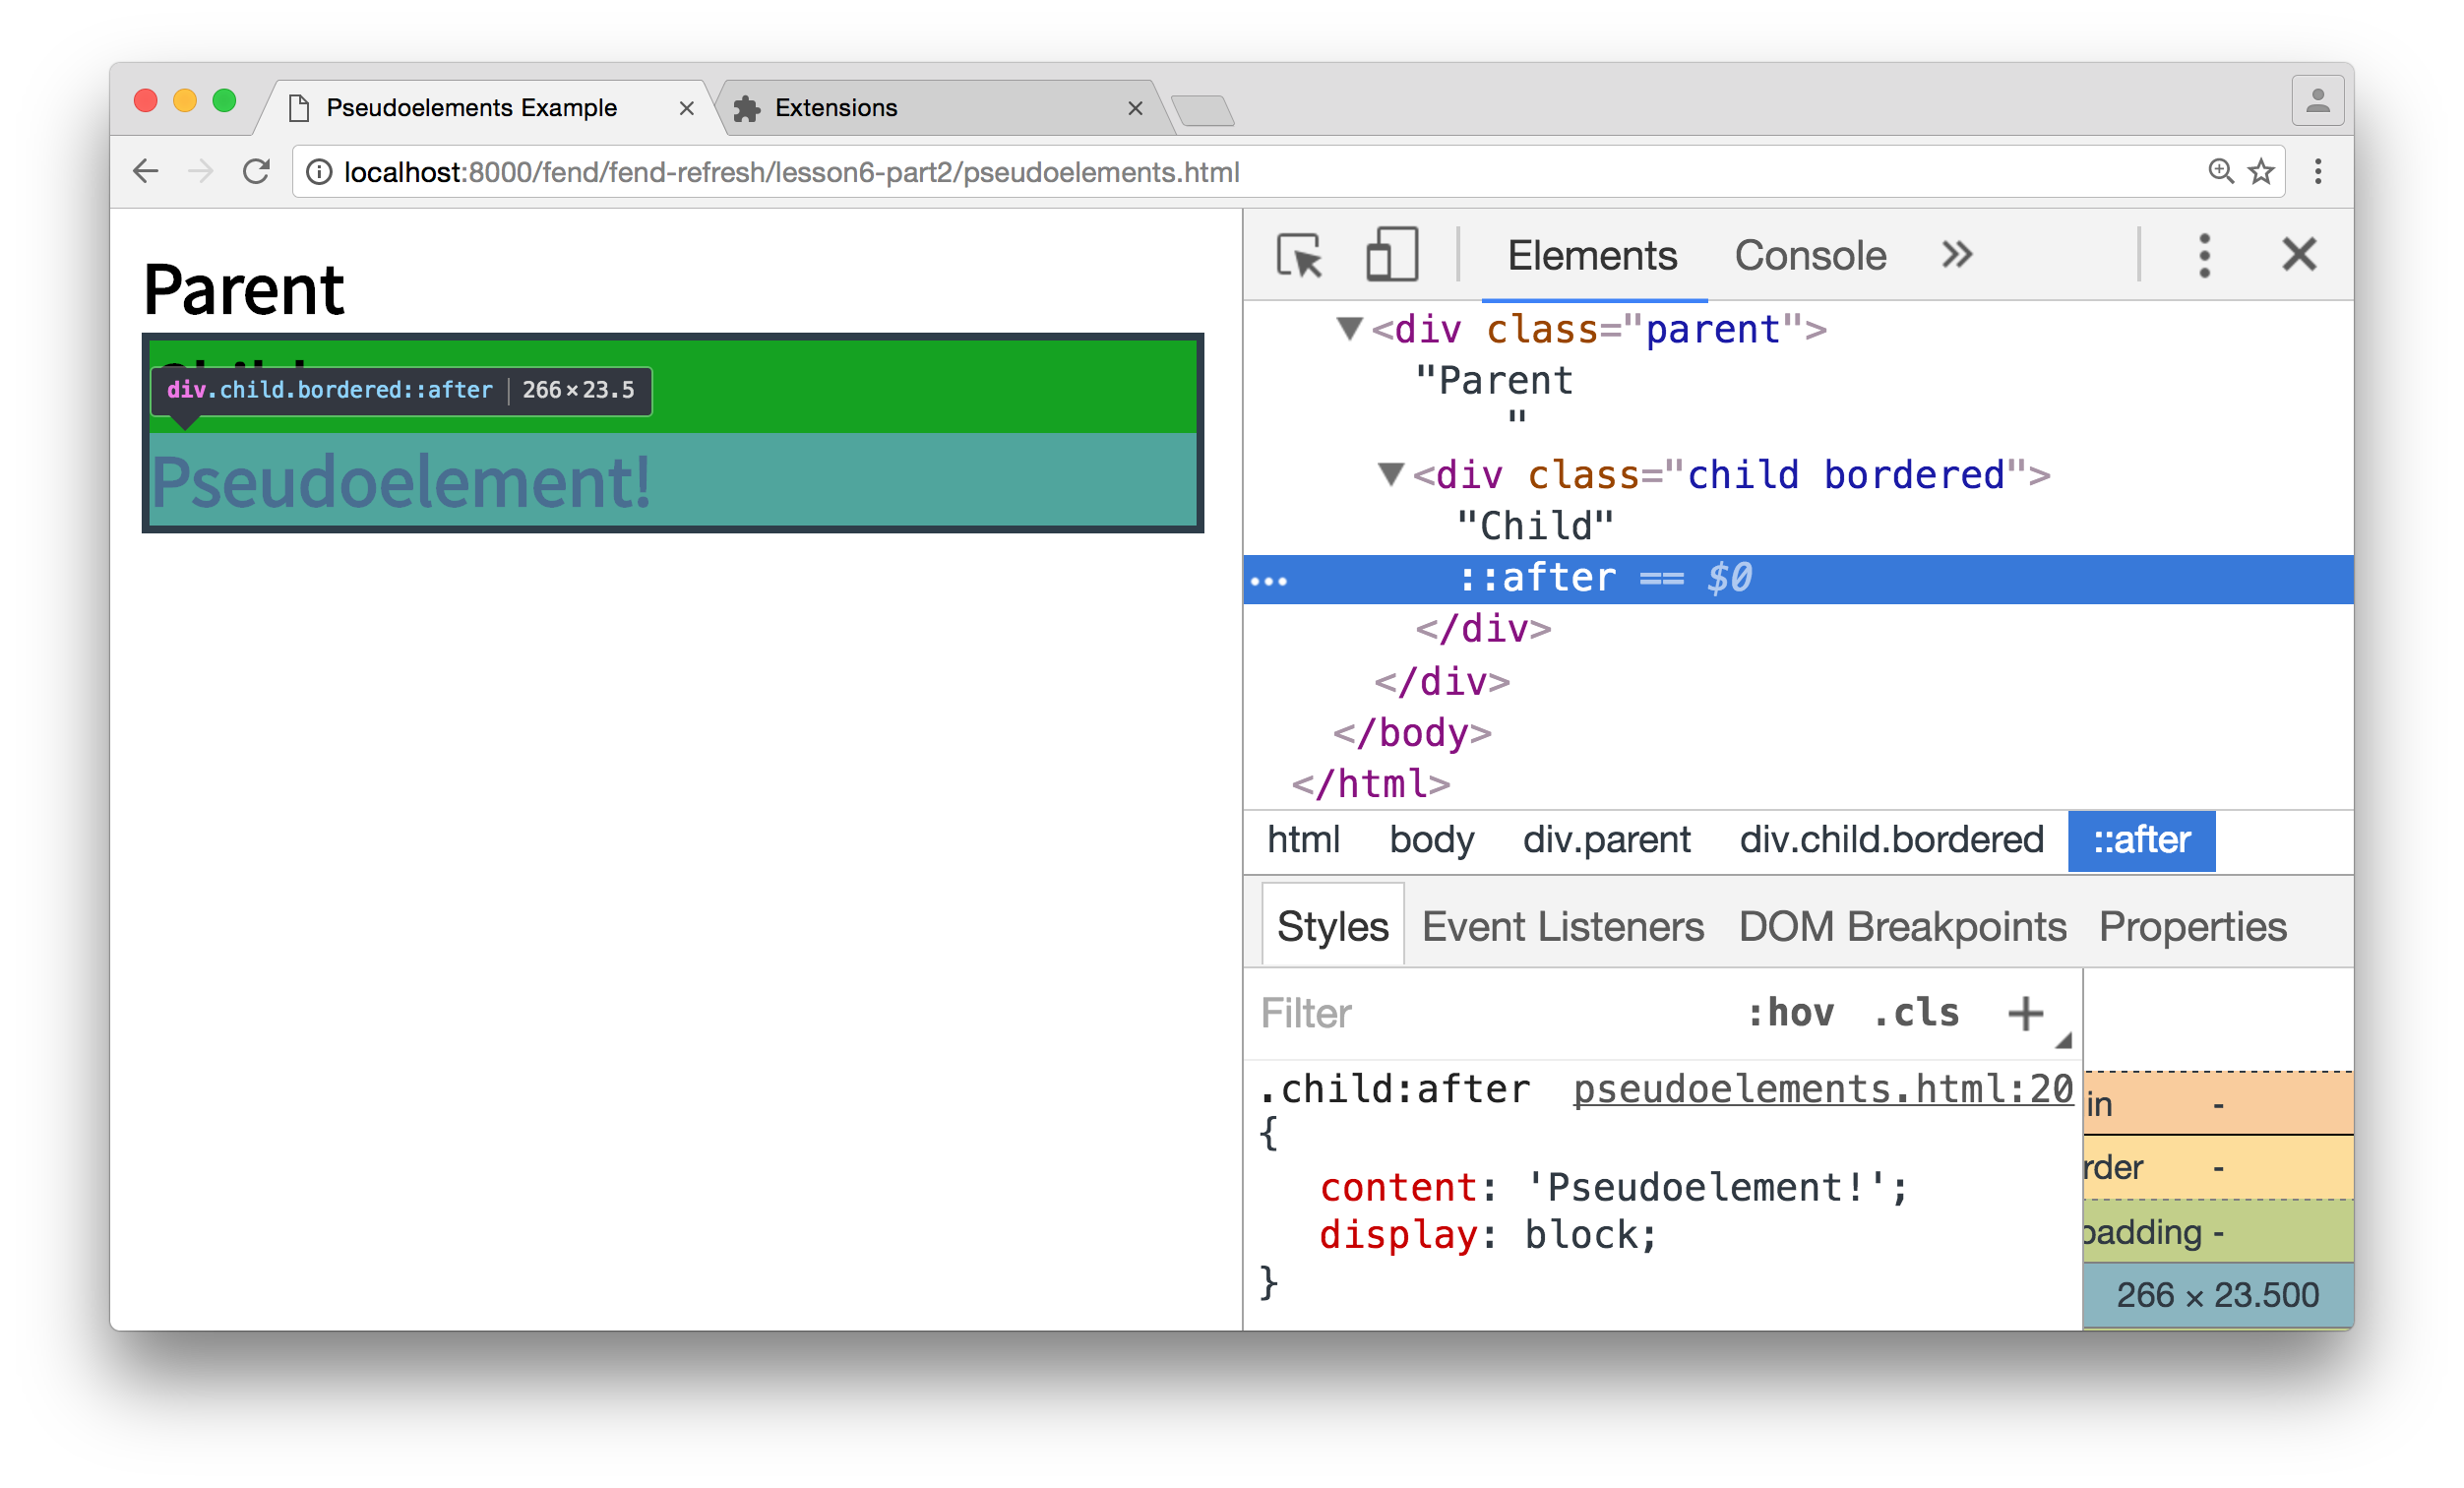 Pseudoelements Example
Extensions
localhost:8000/fend/fend-refresh/lesson6-part2/pseudoelements.html
Parent
div.child.bordered::after 266×23.5
Pseudoelement!
Elements Console »
▼<div class="parent">
"Parent
"
▼<div class="child bordered">
"Child"
... ::after == $0
</div>
</div>
</body>
</html>
html body div.parent div.child.bordered ::after
Styles Event Listeners DOM Breakpoints Properties
Filter :hov .cls +
.child:after pseudoelements.html:20
{
content: 'Pseudoelement!';
display: block;
}
in -
rder -
padding -
266 × 23.500